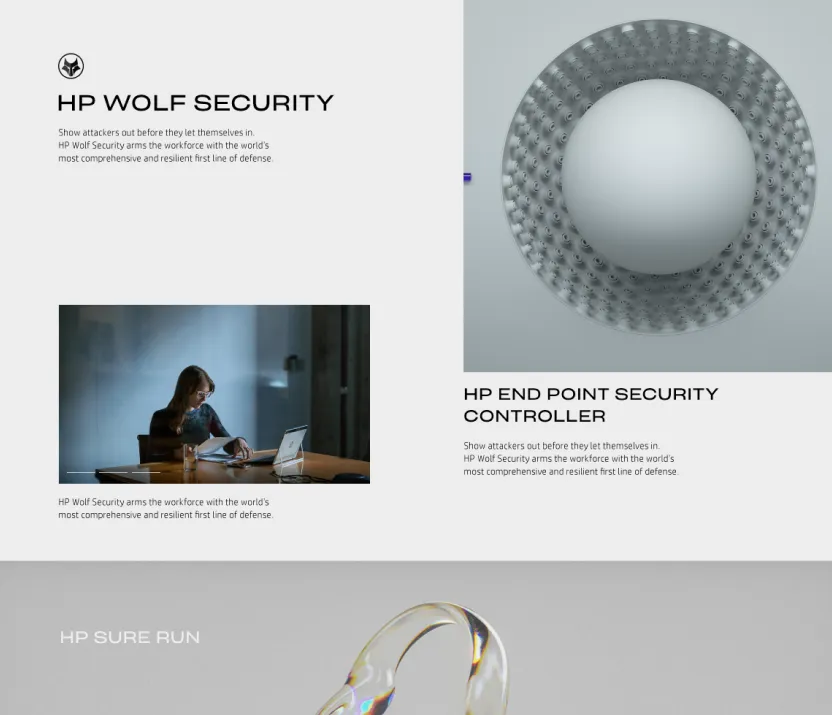 HP WOLF SECURITY
Show attackers out before they let themselves in.
HP Wolf Security arms the workforce with the world's
most comprehensive and resilient first line of defense.
HP Wolf Security arms the workforce with the world's
most comprehensive and resilient first line of defense.
HP END POINT SECURITY
CONTROLLER
Show attackers out before they let themselves in.
HP Wolf Security arms the workforce with the world's
most comprehensive and resilient first line of defense.
HP SURE RUN